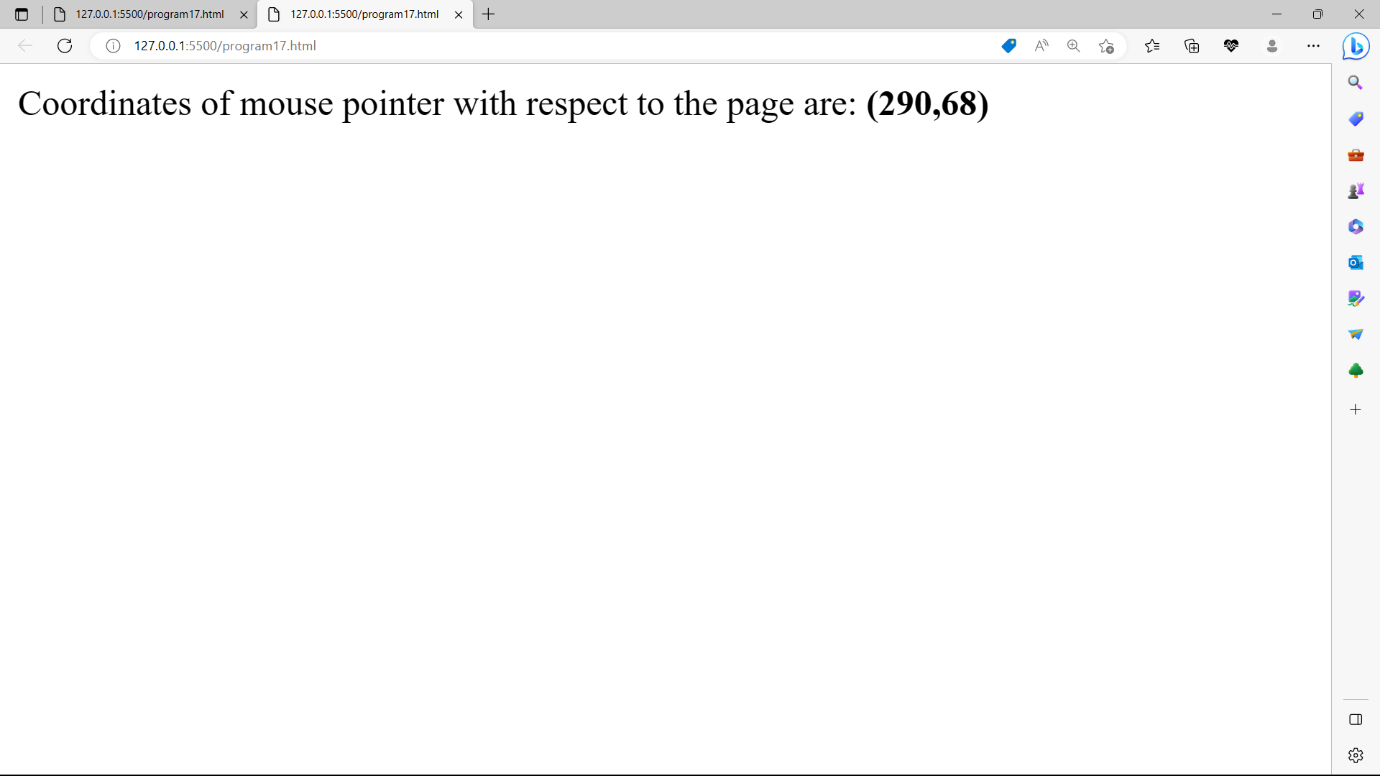 127.0.0.1:5500/program17.html
127.0.0.1:5500/program17.html
127.0.0.1:5500/program17.html
Coordinates of mouse pointer with respect to the page are: (290,68)